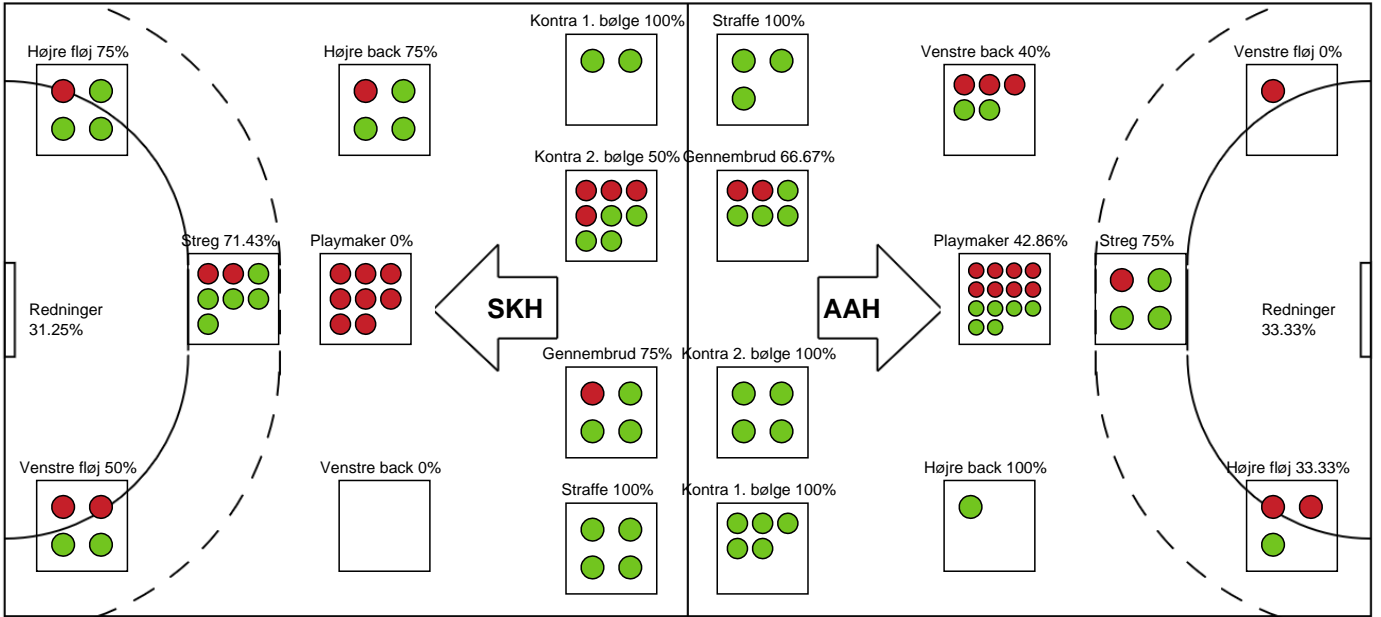 Kontra 1. bølge 100%
Straffe 100%
Højre fløj 75%
Højre back 75%
Venstre back 40%
Venstre fløj 0%
Kontra 2. bølge 50%
Gennembrud 66.67%
Streg 71.43%
Playmaker 0%
Playmaker 42.86%
Streg 75%
Redninger
31.25%
SKH
AAH
Redninger
33.33%
Gennembrud 75%
Kontra 2. bølge 100%
Venstre fløj 50%
Venstre back 0%
Højre back 100%
Højre fløj 33.33%
Straffe 100%
Kontra 1. bølge 100%